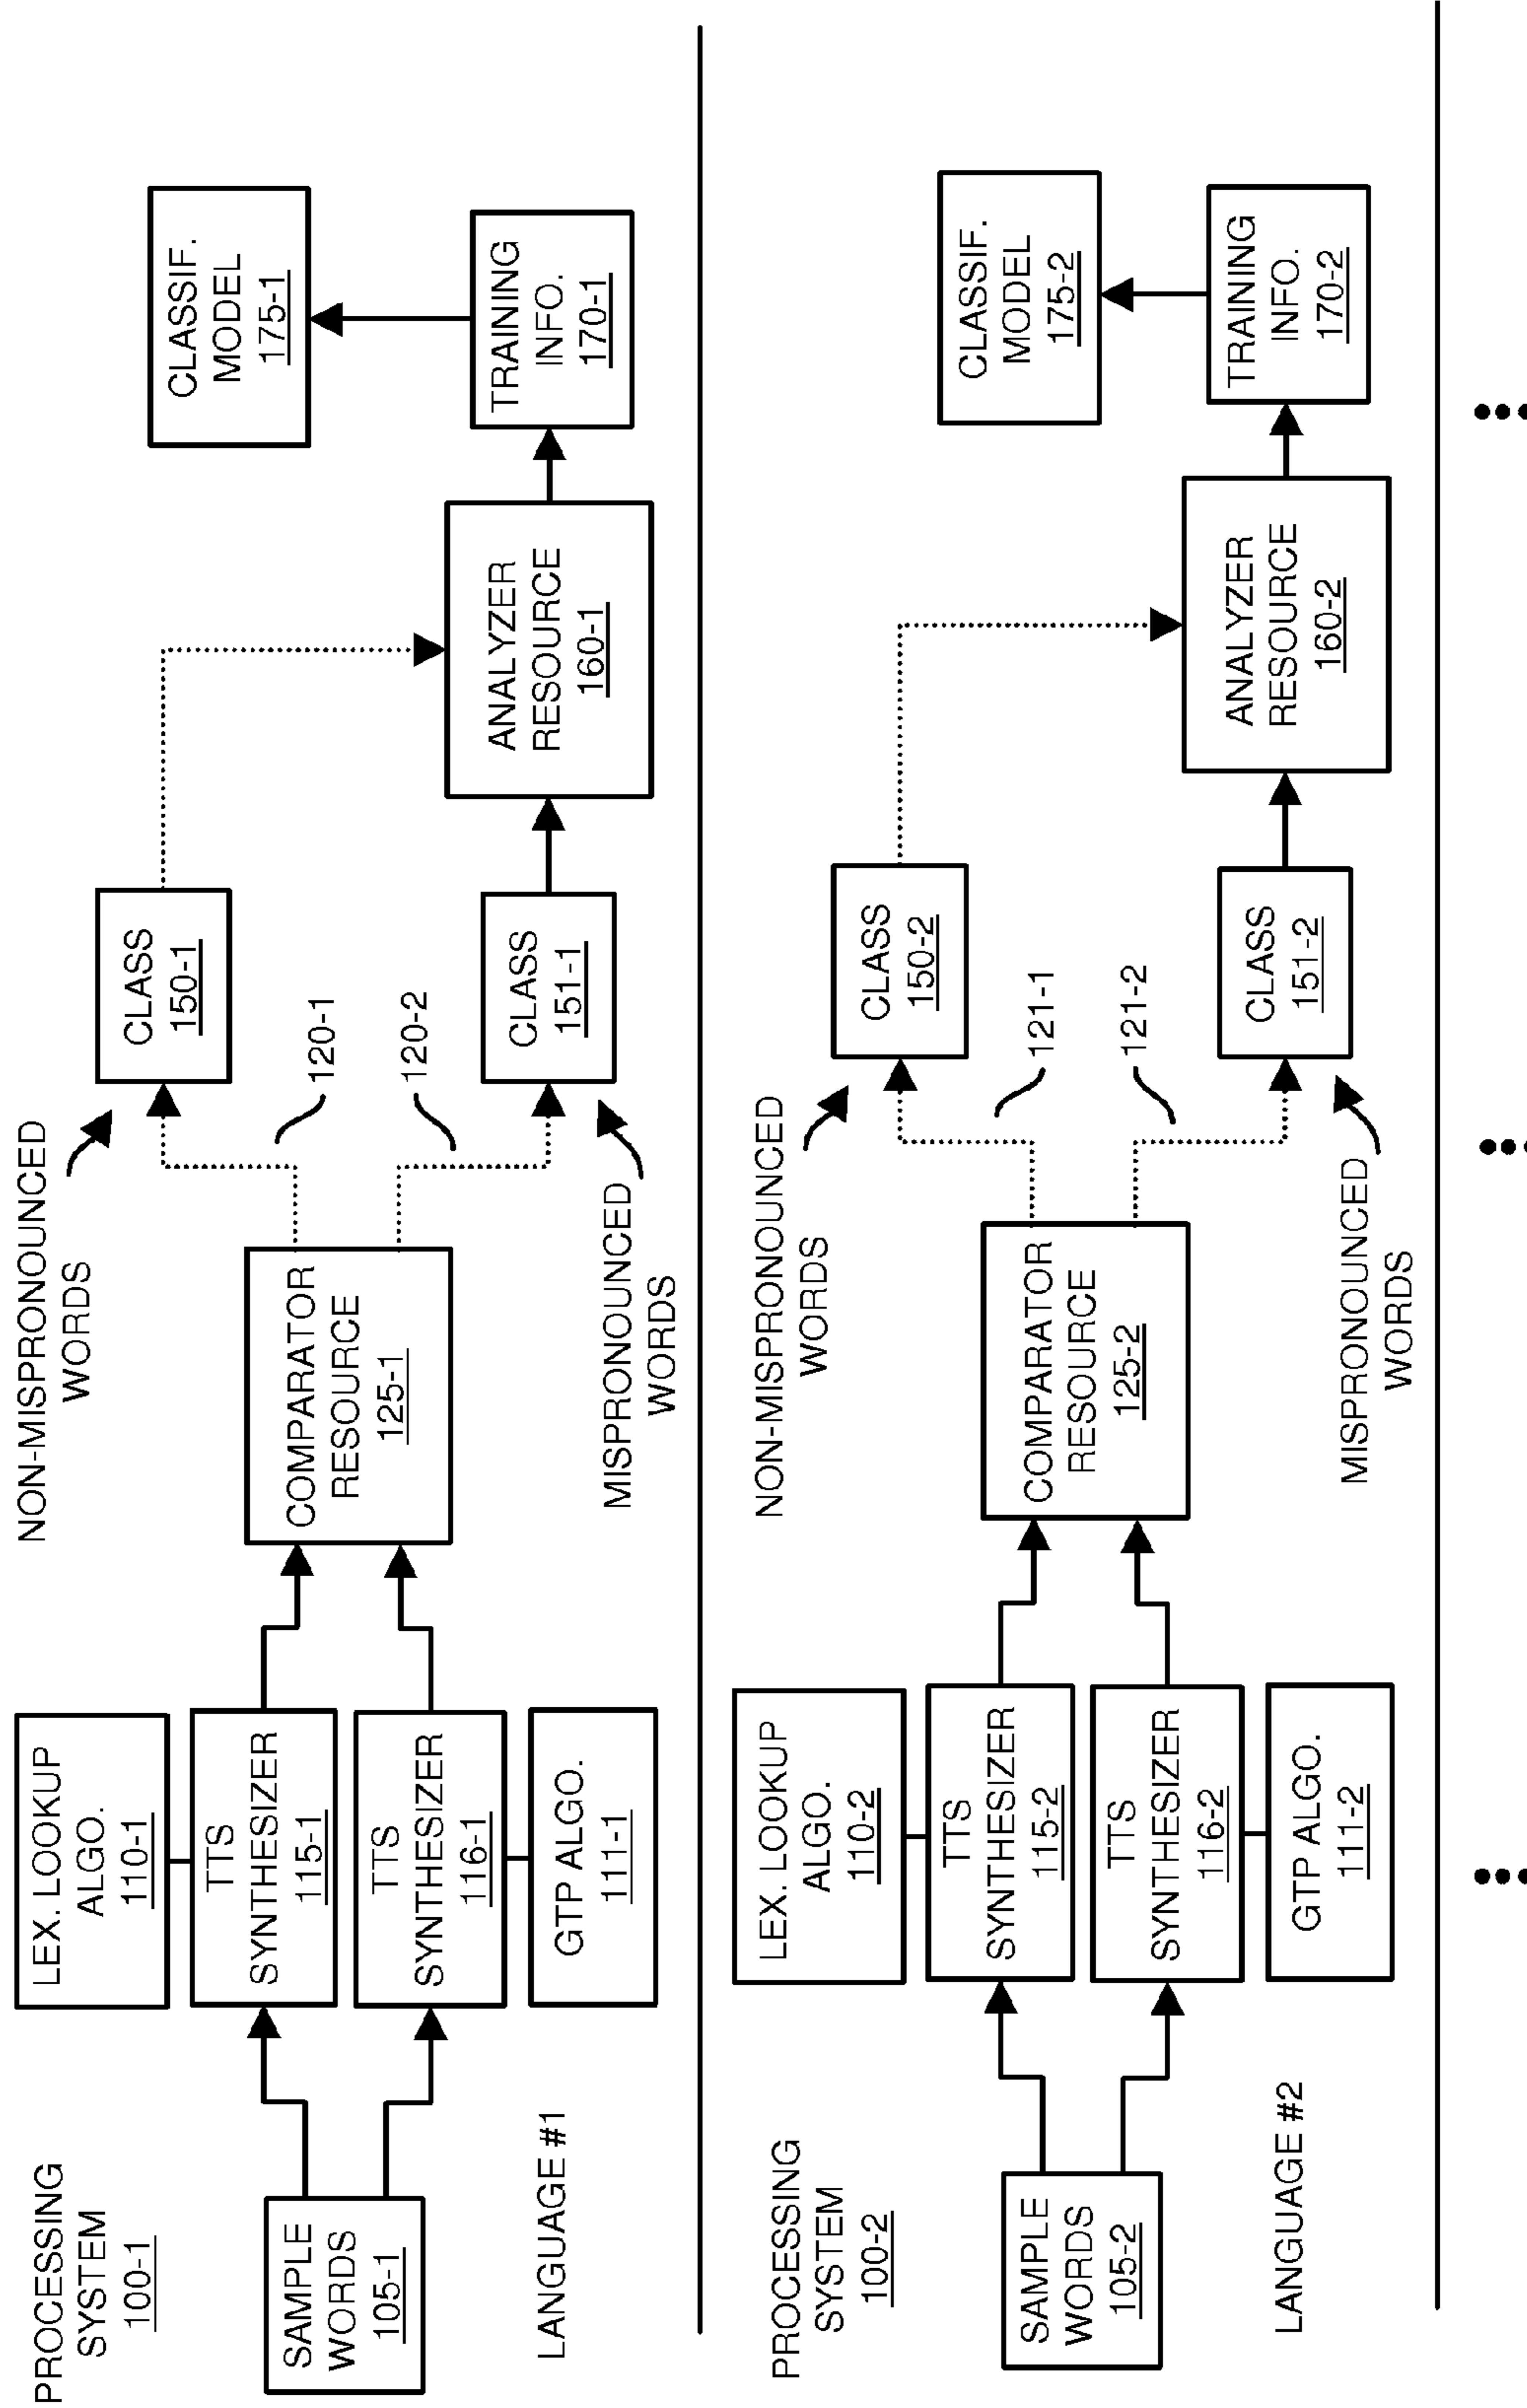 PROCESSING
SYSTEM
100-1
SAMPLE
WORDS
105-1
LANGUAGE #1
LEX. LOOKUP
ALGO.
110-1
TTS
SYNTHESIZER
115-1
TTS
SYNTHESIZER
116-1
GTP ALGO.
111-1
COMPARATOR
RESOURCE
125-1
NON-MISPRONOUNCED
WORDS
120-1
120-2
MISPRONOUNCED
WORDS
CLASS
150-1
CLASS
151-1
ANALYZER
RESOURCE
160-1
TRAINING
INFO.
170-1
CLASSIF.
MODEL
175-1
PROCESSING
SYSTEM
100-2
SAMPLE
WORDS
105-2
LANGUAGE #2
LEX. LOOKUP
ALGO.
110-2
TTS
SYNTHESIZER
115-2
TTS
SYNTHESIZER
116-2
GTP ALGO.
111-2
COMPARATOR
RESOURCE
125-2
NON-MISPRONOUNCED
WORDS
121-1
121-2
MISPRONOUNCED
WORDS
CLASS
150-2
CLASS
151-2
ANALYZER
RESOURCE
160-2
TRAINING
INFO.
170-2
CLASSIF.
MODEL
175-2